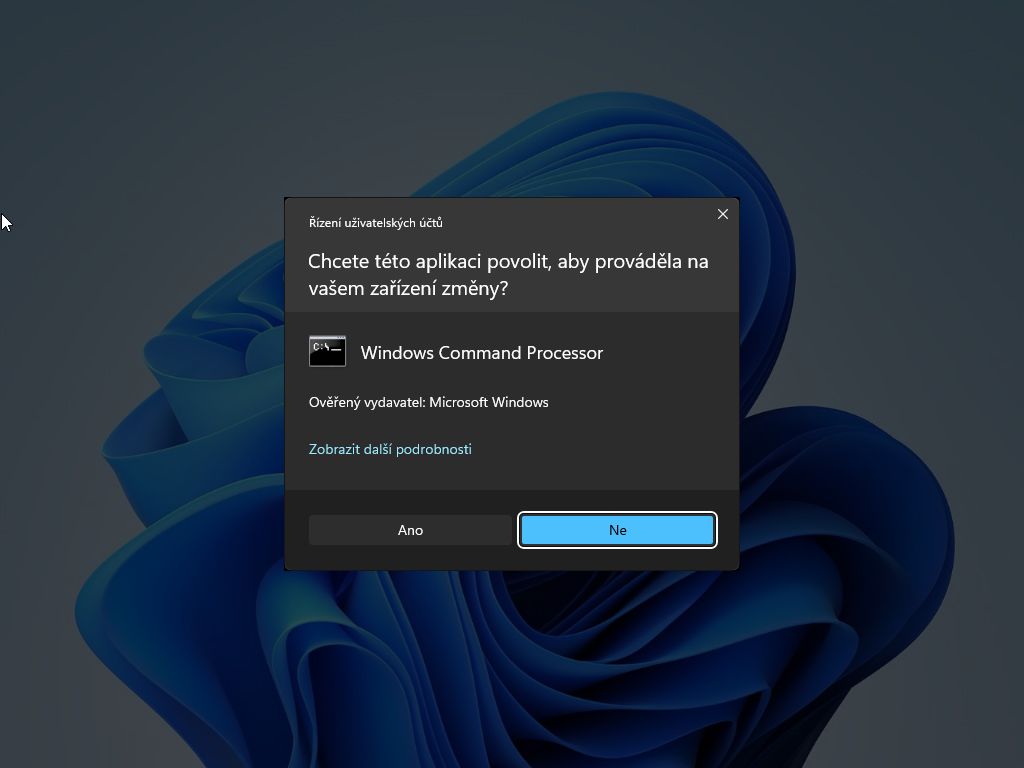 Řízení uživatelských účtů
Chcete této aplikaci povolit, aby prováděla na
vašem zařízení změny?
C:\
Windows Command Processor
Ověřený vydavatel: Microsoft Windows
Zobrazit další podrobnosti
Ano
Ne